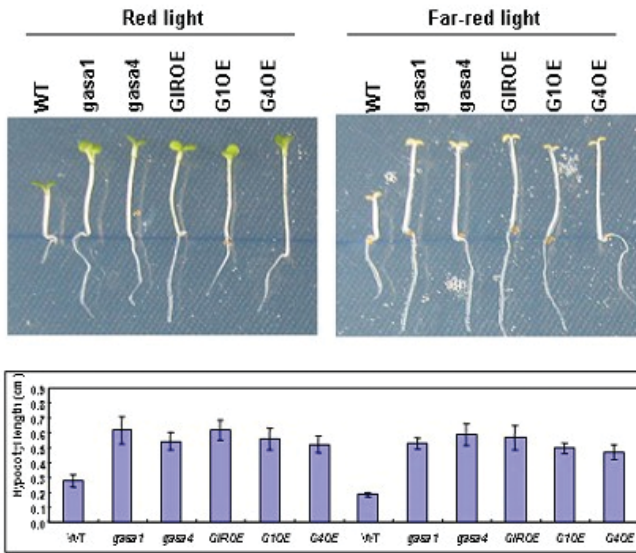 Red light Far-red light
WT gasa1 gasa4 GIROE G1OE G4OE WT gasa1 gasa4 GIROE G1OE G4OE
Hypocotyl length (cm)
0.9
0.8
0.7
0.6
0.5
0.4
0.3
0.2
0.1
0.0
WT gasa1 gasa4 GIROE G1OE G4OE WT gasa1 gasa4 GIROE G1OE G4OE